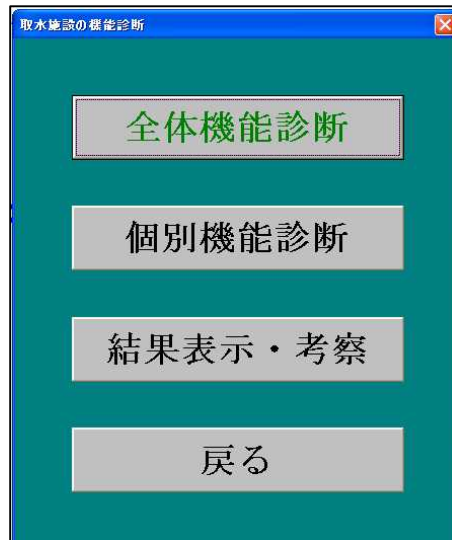 取水施設の機能診断
全体機能診断
個別機能診断
結果表示・考察
戻る